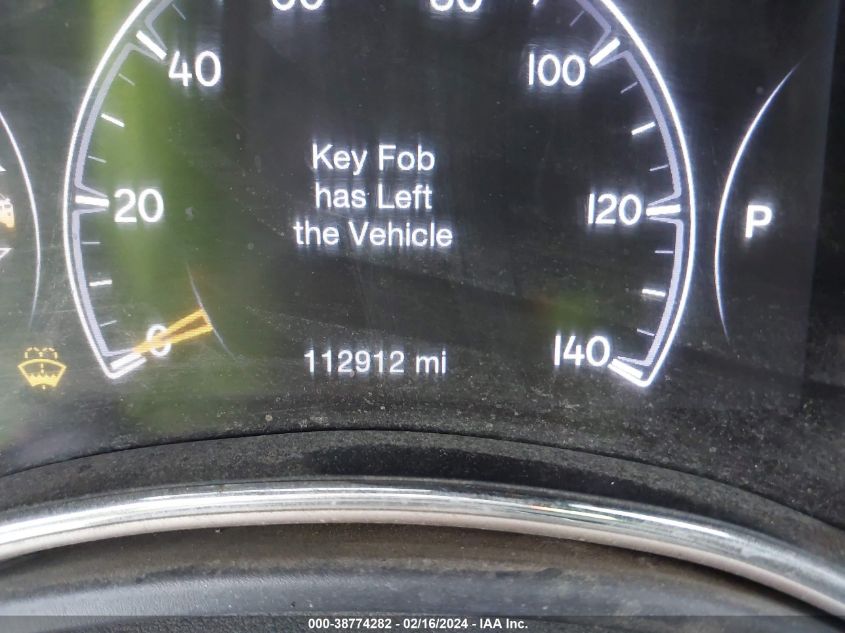 40
100
Key Fob
has Left
the Vehicle
20
120
P
0
140
112912 mi
000-38774282 - 02/16/2024 - IAA Inc.